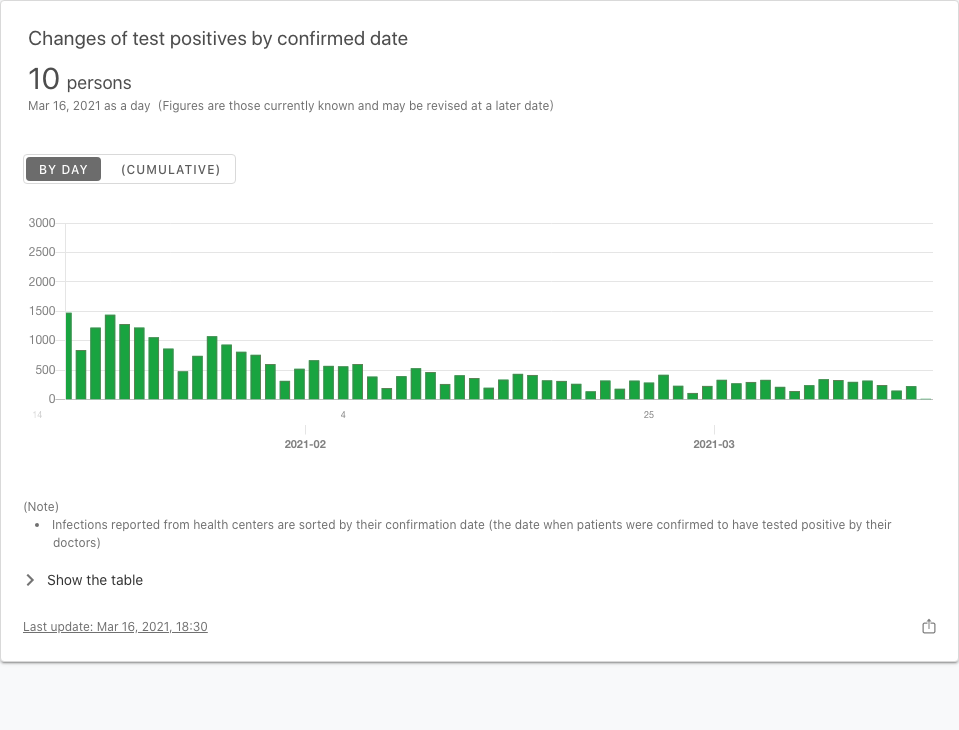 Changes of test positives by confirmed date
10 persons
Mar 16, 2021 as a day (Figures are those currently known and may be revised at a later date)
BY DAY (CUMULATIVE)
3000
2500
2000
1500
1000
500
0
14 4 25
2021-02 2021-03
(Note)
• Infections reported from health centers are sorted by their confirmation date (the date when patients were confirmed to have tested positive by their
doctors)
Show the table
Last update: Mar 16, 2021, 18:30